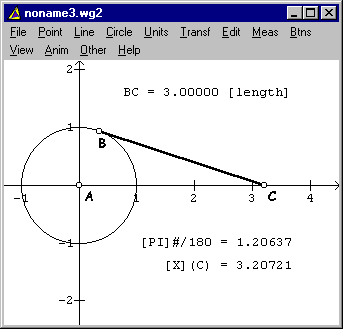 noname3.wg2
File Point Line Circle Units Transf Edit Meas Btns
View Anim Other Help
2
BC = 3.00000 [length]
1
B
-1 A 2 3 C 4
-1
[PI]#/180 = 1.20637
[X](C) = 3.20721
-2